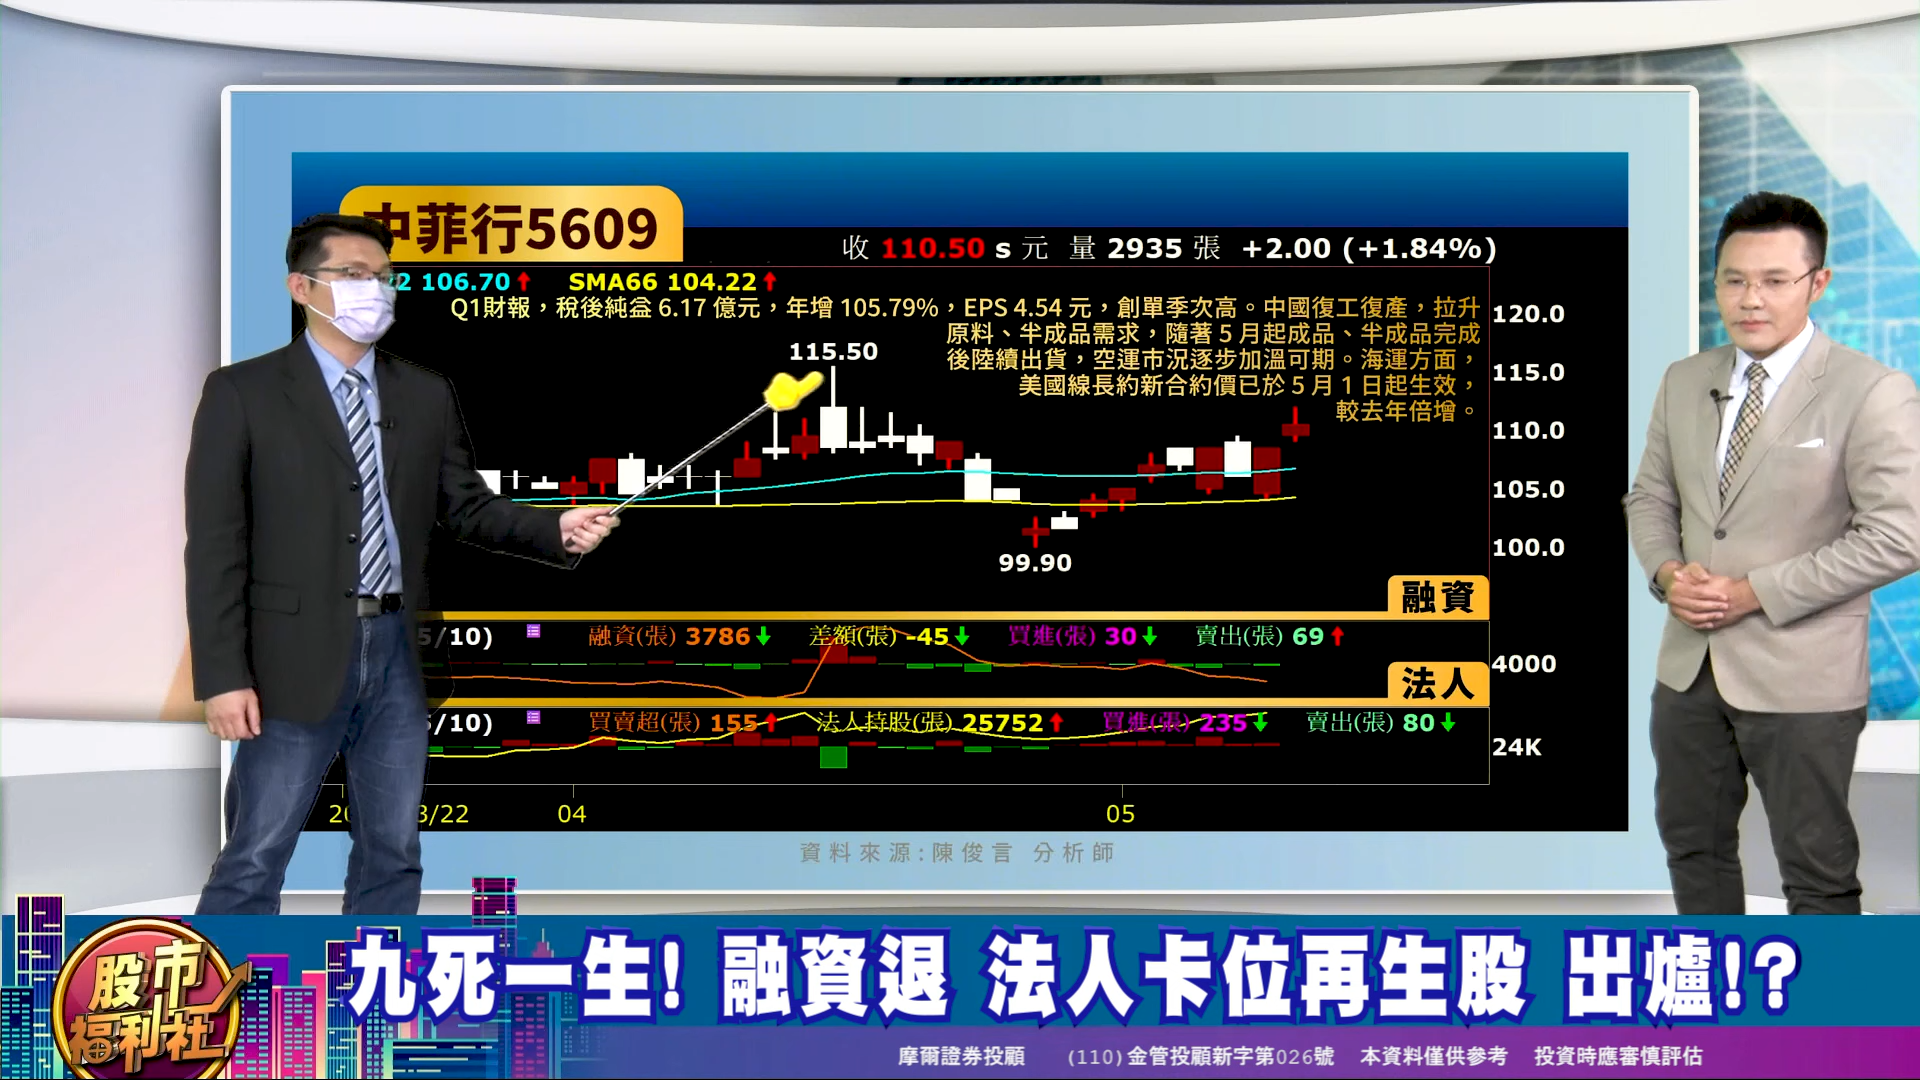 中菲行5609
收 110.50 s 元 量 2935 張 +2.00 (+1.84%)
2 106.70 SMA66 104.22
Q1財報，稅後純益 6.17 億元，年增 105.79%，EPS 4.54 元，創單季次高。中國復工復產，拉升
原料、半成品需求，隨著 5 月起成品、半成品完成
後陸續出貨，空運市況逐步加溫可期。海運方面，
美國線長約新合約價已於 5 月 1 日起生效，
較去年倍增。
120.0
115.50
115.0
110.0
105.0
100.0
99.90
融資
5/10) 融資(張) 3786 差額(張) -45 買進(張) 30 賣出(張) 69
4000
法人
5/10) 買賣超(張) 155 法人持股(張) 25752 買進(張) 235 賣出(張) 80
24K
20 3/22 04 05
資料來源:陳俊言 分析師
九死一生! 融資退 法人卡位再生股 出爐!?
股市
福利社
摩爾證券投顧 (110)金管投顧新字第026號 本資料僅供參考 投資時應審慎評估